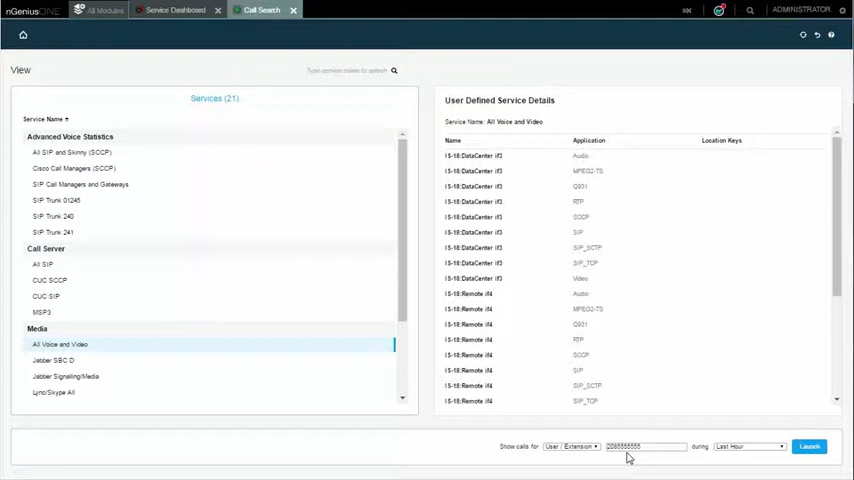 nGeniusONE All Modules Service Dashboard Call Search ADMINISTRATOR
View
Type service name to search
Services (21)
Service Name
Advanced Voice Statistics
All SIP and Skinny (SCCP)
Cisco Call Managers (SCCP)
SIP Call Managers and Gateways
SIP Trunk 01245
SIP Trunk 240
SIP Trunk 241
Call Server
All SIP
CUC SCCP
CUC SIP
MSP3
Media
All Voice and Video
Jabber SBC D
Jabber Signalling/Media
Lync/Skype All
User Defined Service Details
Service Name: All Voice and Video
Name Application Location Keys
IS-18:DataCenter if3 Audio
IS-18:DataCenter if3 MPEG2-TS
IS-18:DataCenter if3 Q931
IS-18:DataCenter if3 RTP
IS-18:DataCenter if3 SCCP
IS-18:DataCenter if3 SIP
IS-18:DataCenter if3 SIP_SCTP
IS-18:DataCenter if3 SIP_TCP
IS-18:DataCenter if3 Video
IS-18:Remote if4 Audio
IS-18:Remote if4 MPEG2-TS
IS-18:Remote if4 Q931
IS-18:Remote if4 RTP
IS-18:Remote if4 SCCP
IS-18:Remote if4 SIP
IS-18:Remote if4 SIP_SCTP
IS-18:Remote if4 SIP_TCP
Show calls for User / Extension 2085555555 during Last Hour Launch